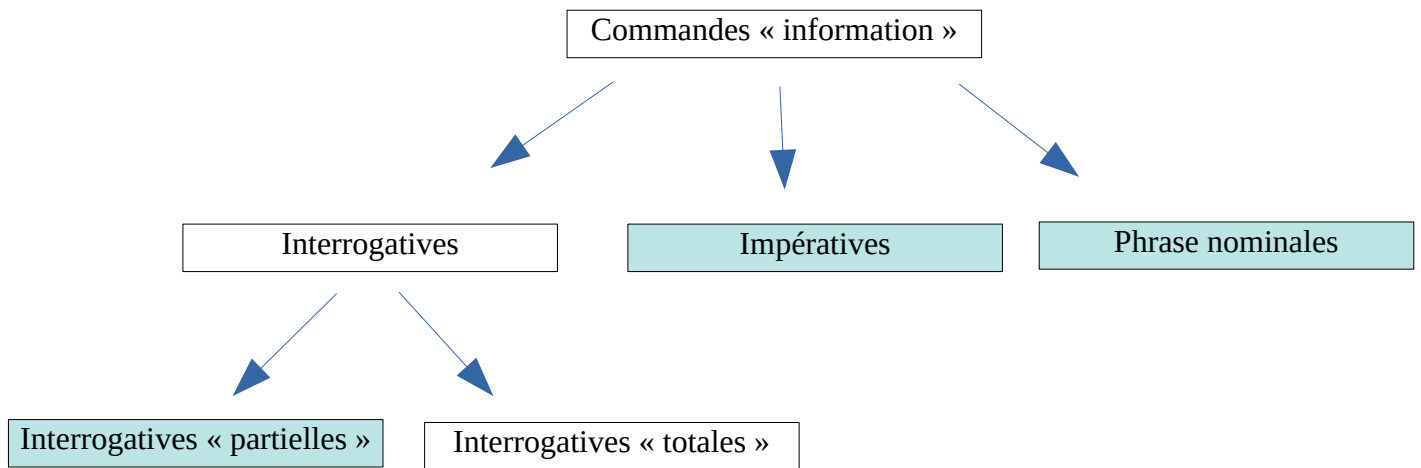 Commandes « information »
Interrogatives
Impératives
Phrase nominales
Interrogatives « partielles »
Interrogatives « totales »